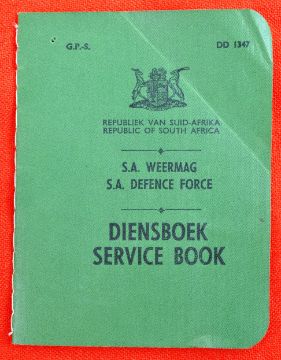 G.P.-S. DD 1347
REPUBLIEK VAN SUID-AFRIKA
REPUBLIC OF SOUTH AFRICA
S.A. WEERMAG
S.A. DEFENCE FORCE
DIENSBOEK
SERVICE BOOK